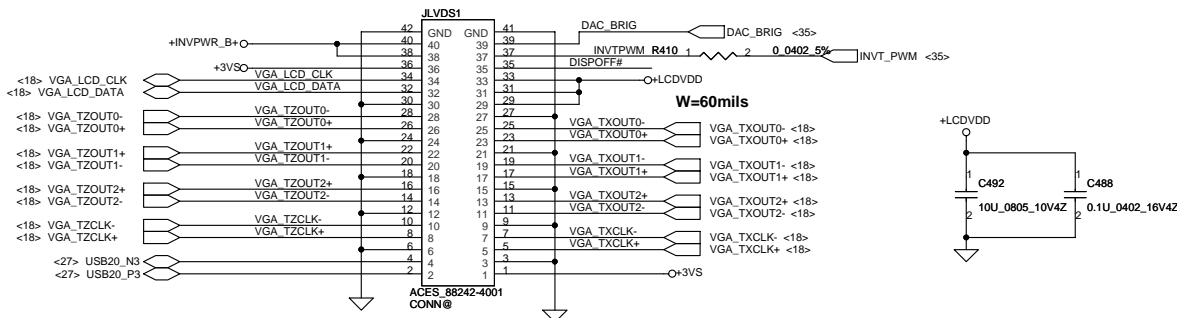 JLVDS1
+INVPWR_B+
42 GND GND 41
40 40 39 39 DAC_BRIG DAC_BRIG <35>
38 38 37 37 INVTPWM R410 1 2 0_0402_5% INVT_PWM <35>
+3VS 36 36 35 35 DISPOFF#
<18> VGA_LCD_CLK VGA_LCD_CLK 34 34 33 33 +LCDVDD
<18> VGA_LCD_DATA VGA_LCD_DATA 32 32 31 31
30 30 29 29
W=60mils
<18> VGA_TZOUT0- VGA_TZOUT0- 28 28 27 27
<18> VGA_TZOUT0+ VGA_TZOUT0+ 26 26 25 25 VGA_TXOUT0- VGA_TXOUT0- <18>
24 24 23 23 VGA_TXOUT0+ VGA_TXOUT0+ <18>
<18> VGA_TZOUT1+ VGA_TZOUT1+ 22 22 21 21
<18> VGA_TZOUT1- VGA_TZOUT1- 20 20 19 19 VGA_TXOUT1- VGA_TXOUT1- <18>
18 18 17 17 VGA_TXOUT1+ VGA_TXOUT1+ <18>
<18> VGA_TZOUT2+ VGA_TZOUT2+ 16 16 15 15
<18> VGA_TZOUT2- VGA_TZOUT2- 14 14 13 13 VGA_TXOUT2+ VGA_TXOUT2+ <18>
12 12 11 11 VGA_TXOUT2- VGA_TXOUT2- <18>
<18> VGA_TZCLK- VGA_TZCLK- 10 10 9 9
<18> VGA_TZCLK+ VGA_TZCLK+ 8 8 7 7 VGA_TXCLK- VGA_TXCLK- <18>
6 6 5 5 VGA_TXCLK+ VGA_TXCLK+ <18>
<27> USB20_N3 4 4 3 3
<27> USB20_P3 2 2 1 1 +3VS
ACES_88242-4001
CONN@
+LCDVDD
1 1
C492 C488
10U_0805_10V4Z 0.1U_0402_16V4Z
2 2